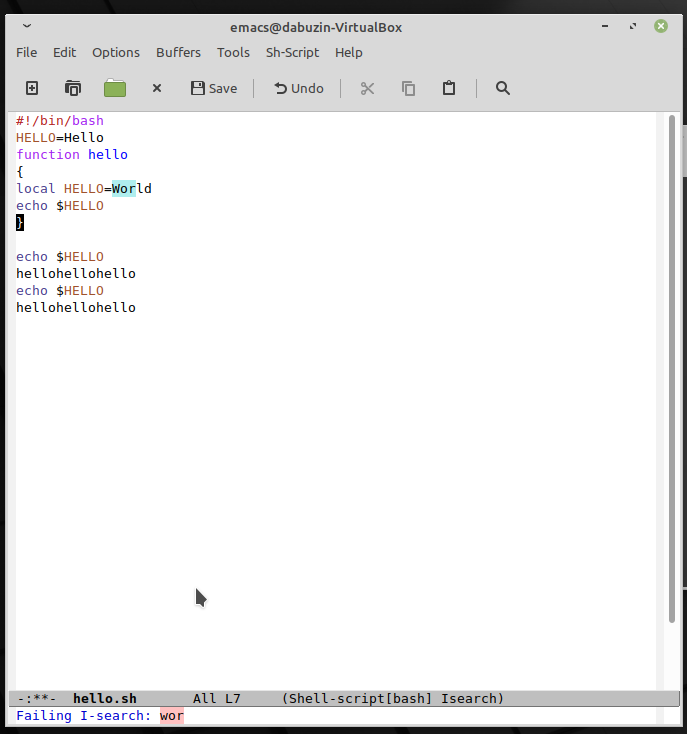 emacs@dabuzin-VirtualBox
File Edit Options Buffers Tools Sh-Script Help
Save Undo
#!/bin/bash
HELLO=Hello
function hello
{
local HELLO=World
echo $HELLO
}
echo $HELLO
hellohellohello
echo $HELLO
hellohellohello
-:**- hello.sh All L7 (Shell-script[bash] Isearch)
Failing I-search: wor